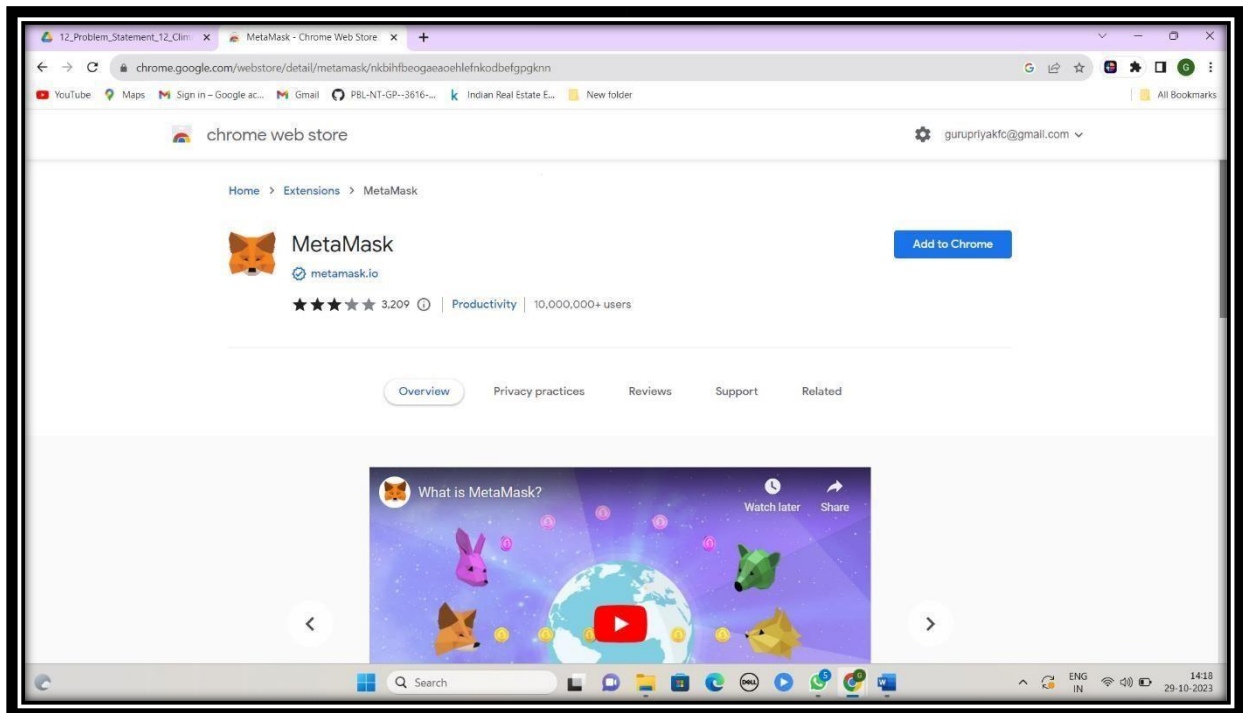 12_Problem_Statement_12_Clim
MetaMask - Chrome Web Store
chrome.google.com/webstore/detail/metamask/nkbihfbeogaeaoehlefnkodbefgpgknn
YouTube Maps Sign in – Google ac... Gmail PBL-NT-GP--3616-... Indian Real Estate E... New folder All Bookmarks
chrome web store
gurupriyakfc@gmail.com
Home > Extensions > MetaMask
MetaMask
Add to Chrome
metamask.io
3,209 | Productivity | 10,000,000+ users
Overview Privacy practices Reviews Support Related
What is MetaMask?
Watch later Share
Search
DELL
ENG
IN
14:18
29-10-2023